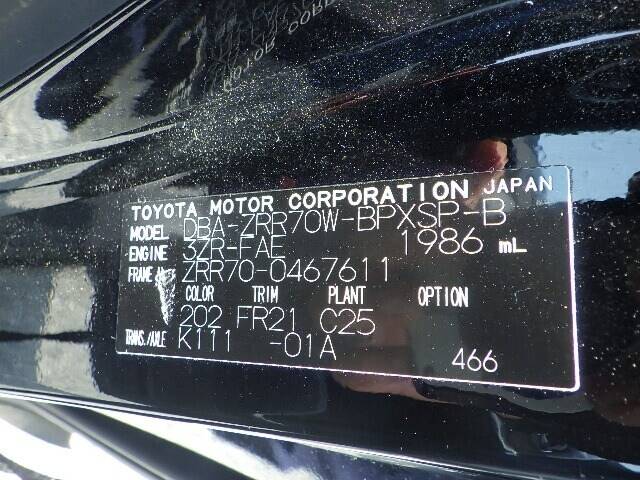 TOYOTA MOTOR CORPORATION JAPAN
MODEL DBA-ZRR70W-BPXSP-B
ENGINE 3ZR-FAE 1986 mL
FRAME ZRR70-0467611
COLOR TRIM PLANT OPTION
202 FR21 C25
TRANS./AXLE K111 -01A
466